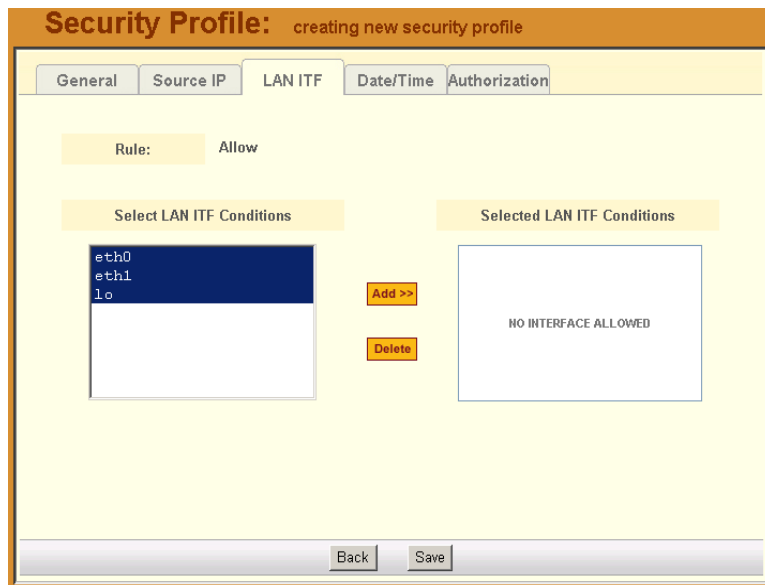 Security Profile: creating new security profile
General Source IP LAN ITF Date/Time Authorization
Rule: Allow
Select LAN ITF Conditions Selected LAN ITF Conditions
eth0
eth1
lo
Add >>
NO INTERFACE ALLOWED
Delete
Back Save